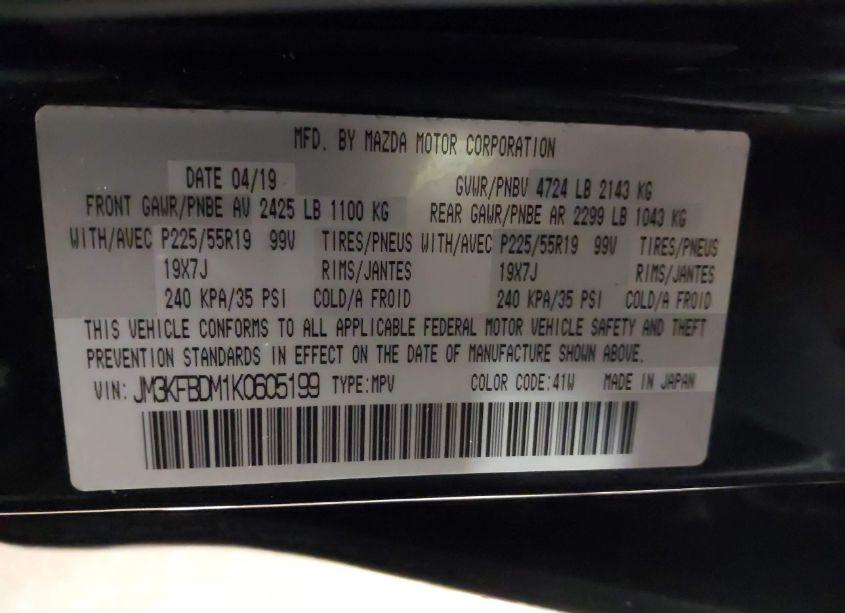 MFD. BY MAZDA MOTOR CORPORATION
DATE 04/19 GVWR/PNBV 4724 LB 2143 KG
FRONT GAWR/PNBE AV 2425 LB 1100 KG REAR GAWR/PNBE AR 2299 LB 1043 KG
WITH/AVEC P225/55R19 99V TIRES/PNEUS WITH/AVEC P225/55R19 99V TIRES/PNEUS
19X7J RIMS/JANTES 19X7J RIMS/JANTES
240 KPA/35 PSI COLD/A FROID 240 KPA/35 PSI COLD/A FROID
THIS VEHICLE CONFORMS TO ALL APPLICABLE FEDERAL MOTOR VEHICLE SAFETY AND THEFT
PREVENTION STANDARDS IN EFFECT ON THE DATE OF MANUFACTURE SHOWN ABOVE.
VIN: JM3KFBDM1K0605199 TYPE:MPV COLOR CODE:41W MADE IN JAPAN